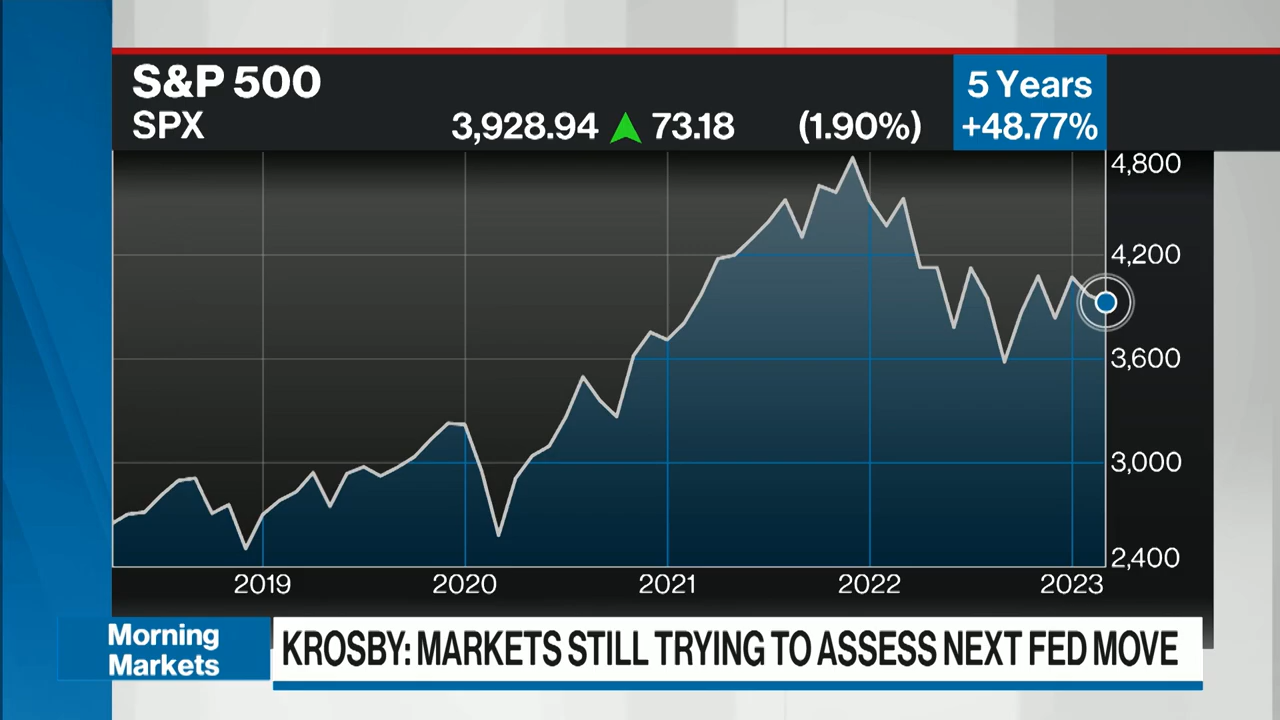 S&P 500
SPX
3,928.94 ▲ 73.18 (1.90%)
5 Years
+48.77%
4,800
4,200
3,600
3,000
2,400
2019 2020 2021 2022 2023
Morning
Markets
KROSBY: MARKETS STILL TRYING TO ASSESS NEXT FED MOVE